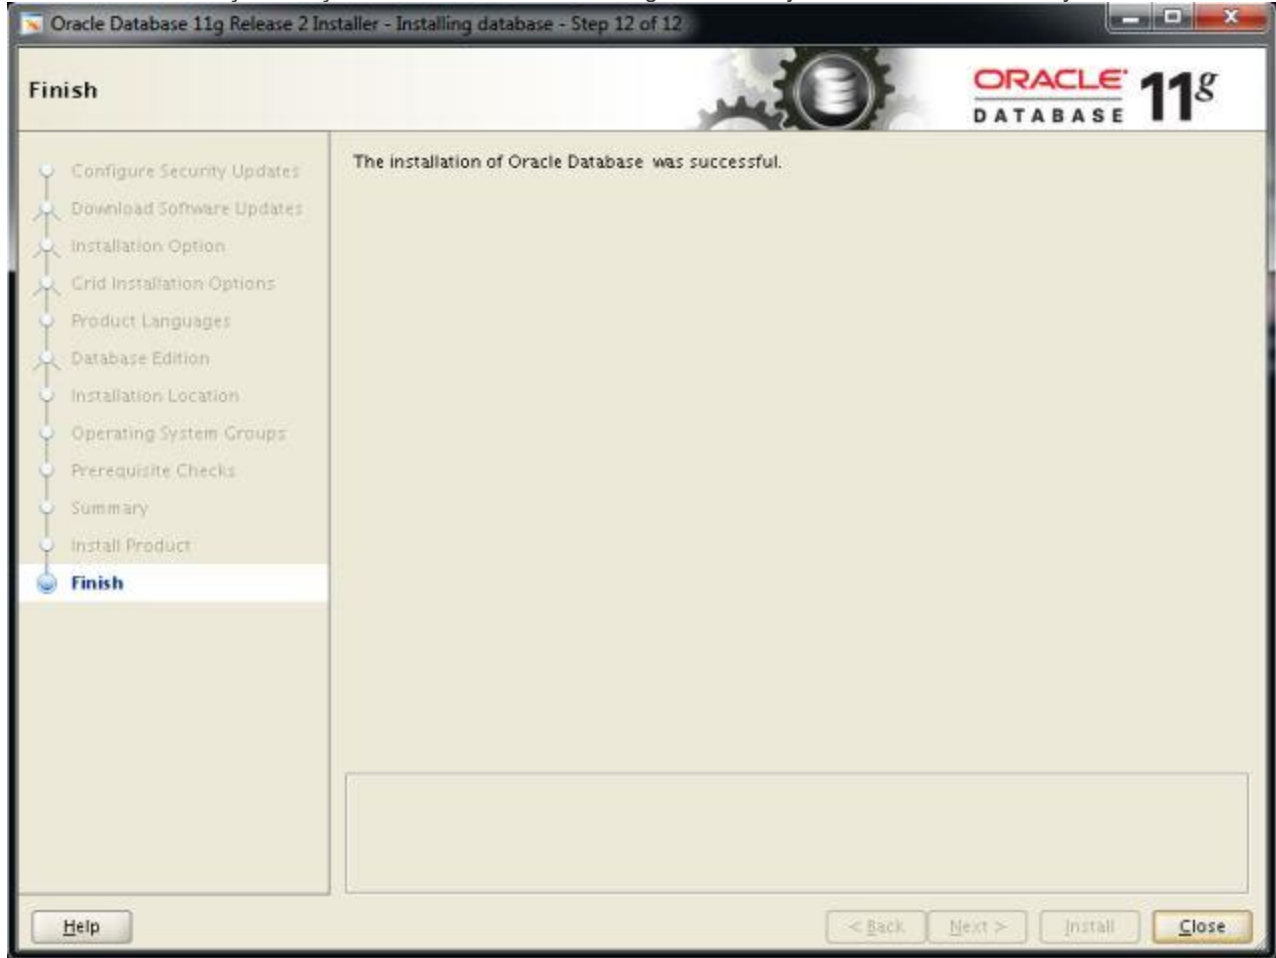 Oracle Database 11g Release 2 Installer - Installing database - Step 12 of 12
Finish
ORACLE
DATABASE
11g
Configure Security Updates
Download Software Updates
Installation Option
Grid Installation Options
Product Languages
Database Edition
Installation Location
Operating System Groups
Prerequisite Checks
Summary
Install Product
Finish
The installation of Oracle Database was successful.
Help
< Back
Next >
Install
Close